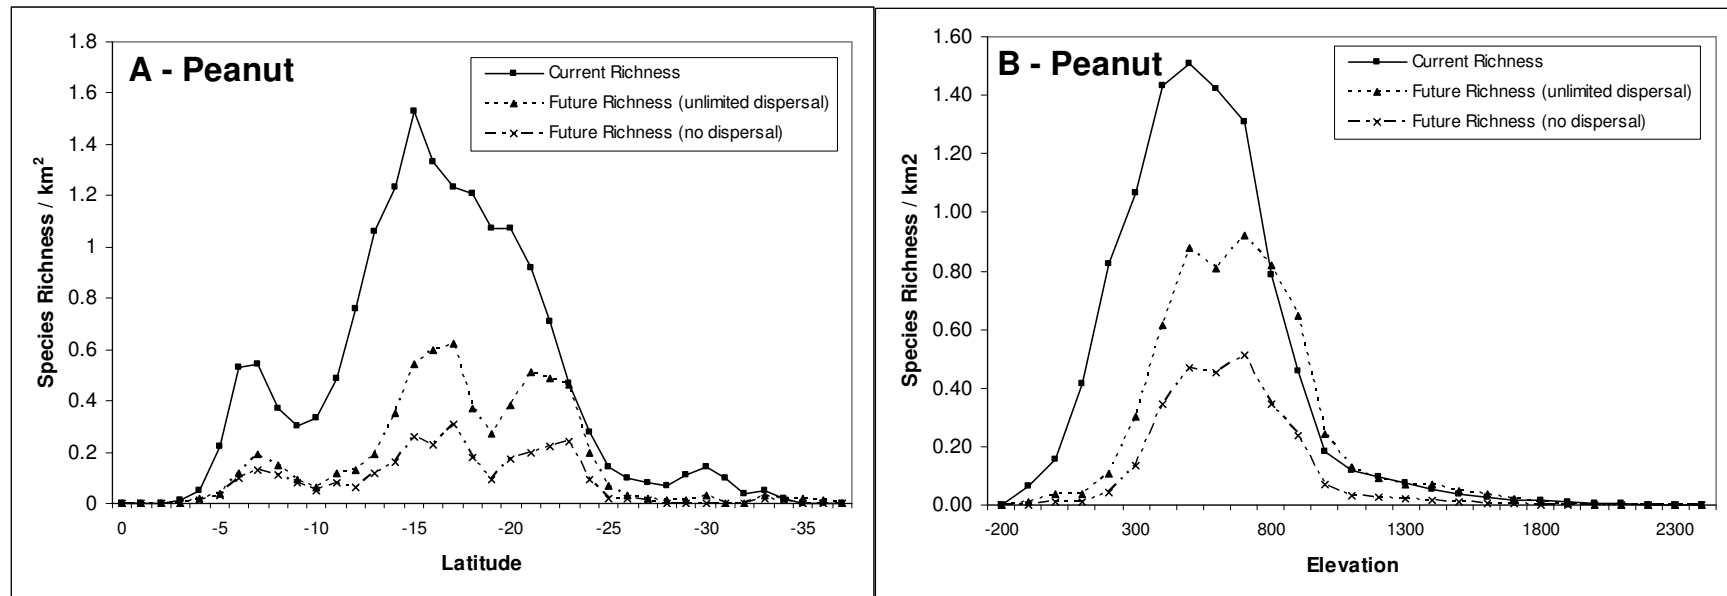 A - Peanut
Current Richness
Future Richness (unlimited dispersal)
Future Richness (no dispersal)
1.8
1.6
1.4
1.2
1
0.8
0.6
0.4
0.2
0
Species Richness / km²
0 -5 -10 -15 -20 -25 -30 -35
Latitude
B - Peanut
Current Richness
Future Richness (unlimited dispersal)
Future Richness (no dispersal)
1.60
1.40
1.20
1.00
0.80
0.60
0.40
0.20
0.00
Species Richness / km2
-200 300 800 1300 1800 2300
Elevation